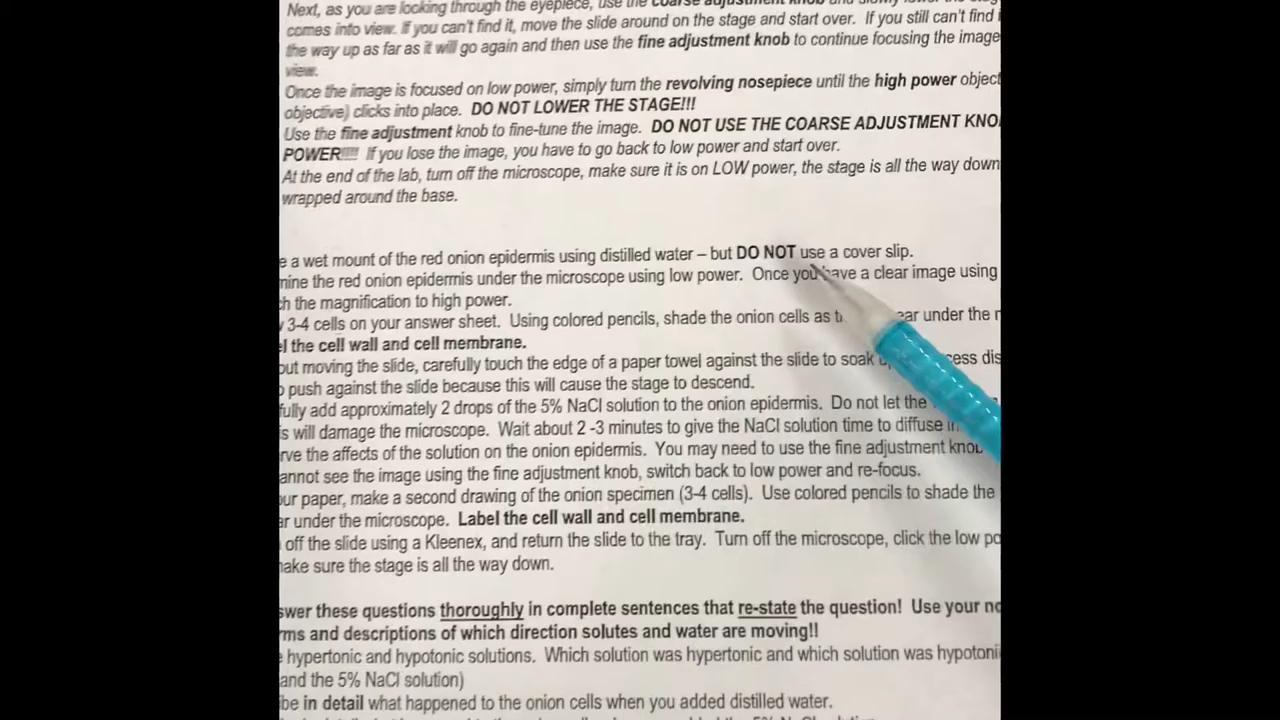 Next, as you are looking through the eyepiece, use the coarse adjustment knob and slowly lower the stage
comes into view. If you can't find it, move the slide around on the stage and start over. If you still can't find
the way up as far as it will go again and then use the fine adjustment knob to continue focusing the image
view.
Once the image is focused on low power, simply turn the revolving nosepiece until the high power object
objective) clicks into place. DO NOT LOWER THE STAGE!!!
Use the fine adjustment knob to fine-tune the image. DO NOT USE THE COARSE ADJUSTMENT KNO
POWER!!!!! If you lose the image, you have to go back to low power and start over.
At the end of the lab, turn off the microscope, make sure it is on LOW power, the stage is all the way down
wrapped around the base.
e a wet mount of the red onion epidermis using distilled water – but DO NOT use a cover slip.
mine the red onion epidermis under the microscope using low power. Once you have a clear image using
ch the magnification to high power.
3-4 cells on your answer sheet. Using colored pencils, shade the onion cells as ear under the
l the cell wall and cell membrane.
out moving the slide, carefully touch the edge of a paper towel against the slide to soak cess dis
push against the slide because this will cause the stage to descend.
fully add approximately 2 drops of the 5% NaCl solution to the onion epidermis. Do not let the
is will damage the microscope. Wait about 2 -3 minutes to give the NaCl solution time to diffuse
rve the affects of the solution on the onion epidermis. You may need to use the fine adjustment knob
annot see the image using the fine adjustment knob, switch back to low power and re-focus.
ur paper, make a second drawing of the onion specimen (3-4 cells). Use colored pencils to shade the
ar under the microscope. Label the cell wall and cell membrane.
off the slide using a Kleenex, and return the slide to the tray. Turn off the microscope, click the low po
ake sure the stage is all the way down.
swer these questions thoroughly in complete sentences that re-state the question! Use your no
rms and descriptions of which direction solutes and water are moving!!
hypertonic and hypotonic solutions. Which solution was hypertonic and which solution was hypotoni
and the 5% NaCl solution)
ibe in detail what happened to the onion cells when you added distilled water.